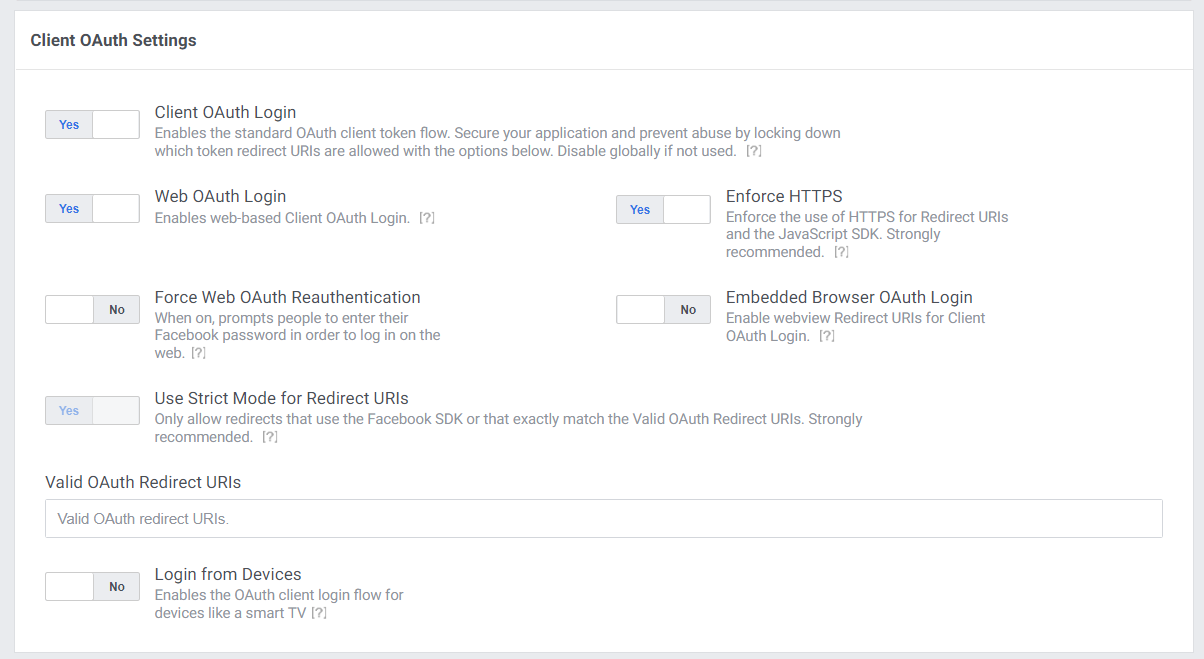 Client OAuth Settings
Yes
Client OAuth Login
Enables the standard OAuth client token flow. Secure your application and prevent abuse by locking down
which token redirect URIs are allowed with the options below. Disable globally if not used. [?]
Yes
Web OAuth Login
Enables web-based Client OAuth Login. [?]
Yes
Enforce HTTPS
Enforce the use of HTTPS for Redirect URIs
and the JavaScript SDK. Strongly
recommended. [?]
No
Force Web OAuth Reauthentication
When on, prompts people to enter their
Facebook password in order to log in on the
web. [?]
No
Embedded Browser OAuth Login
Enable webview Redirect URIs for Client
OAuth Login. [?]
Yes
Use Strict Mode for Redirect URIs
Only allow redirects that use the Facebook SDK or that exactly match the Valid OAuth Redirect URIs. Strongly
recommended. [?]
Valid OAuth Redirect URIs
Valid OAuth redirect URIs.
No
Login from Devices
Enables the OAuth client login flow for
devices like a smart TV [?]